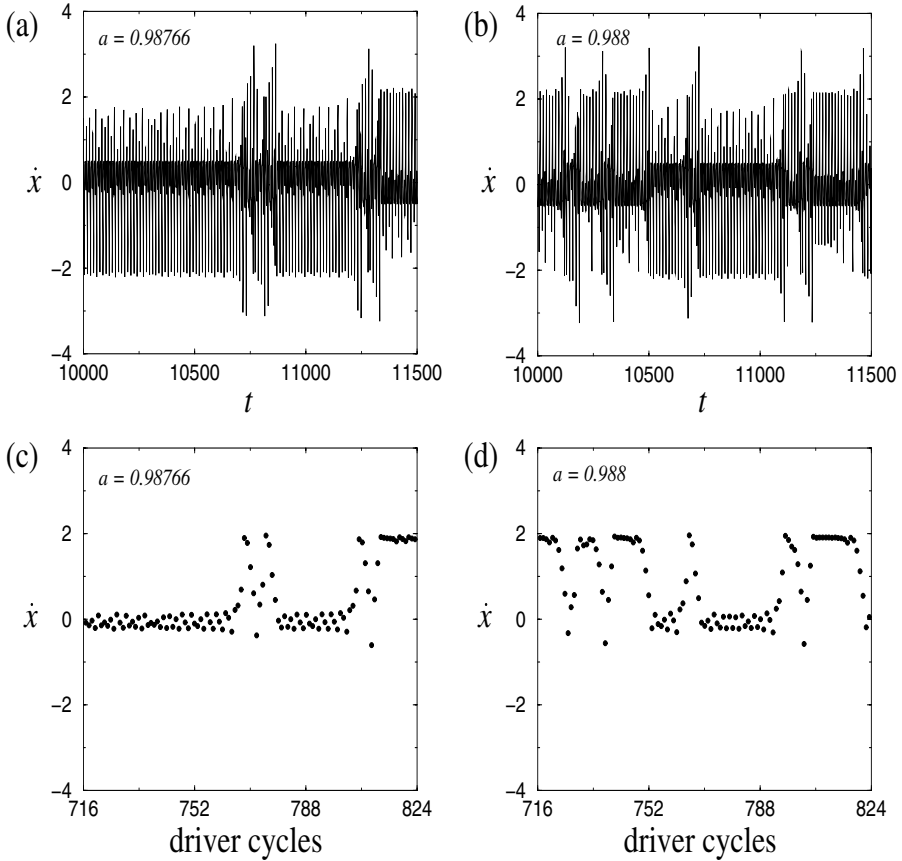 (a)
a = 0.98766
4
2
0
−2
−4
ẋ
10000
10500
11000
11500
t
(b)
a = 0.988
4
2
0
−2
−4
ẋ
10000
10500
11000
11500
t
(c)
a = 0.98766
4
2
0
−2
−4
ẋ
716
752
788
824
driver cycles
(d)
a = 0.988
4
2
0
−2
−4
ẋ
716
752
788
824
driver cycles